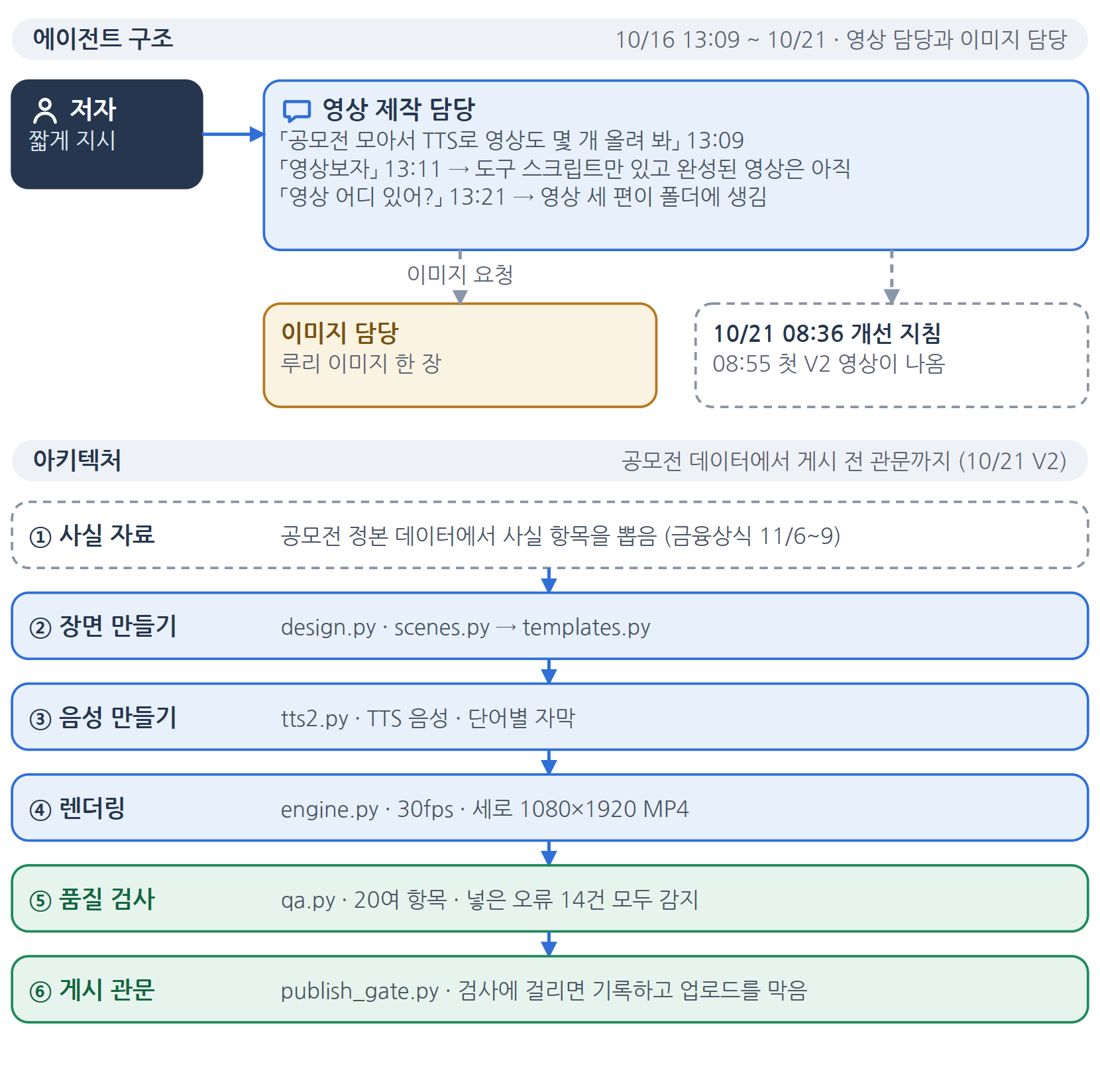 에이전트 구조
10/16 13:09 ~ 10/21 · 영상 담당과 이미지 담당
저자
짧게 지시
영상 제작 담당
「공모전 모아서 TTS로 영상도 몇 개 올려 봐」 13:09
「영상보자」 13:11 → 도구 스크립트만 있고 완성된 영상은 아직
「영상 어디 있어?」 13:21 → 영상 세 편이 폴더에 생김
이미지 요청
이미지 담당
루리 이미지 한 장
10/21 08:36 개선 지침
08:55 첫 V2 영상이 나옴
아키텍처
공모전 데이터에서 게시 전 관문까지 (10/21 V2)
① 사실 자료
공모전 정본 데이터에서 사실 항목을 뽑음 (금융상식 11/6~9)
② 장면 만들기
design.py · scenes.py → templates.py
③ 음성 만들기
tts2.py · TTS 음성 · 단어별 자막
④ 렌더링
engine.py · 30fps · 세로 1080×1920 MP4
⑤ 품질 검사
qa.py · 20여 항목 · 넣은 오류 14건 모두 감지
⑥ 게시 관문
publish_gate.py · 검사에 걸리면 기록하고 업로드를 막음